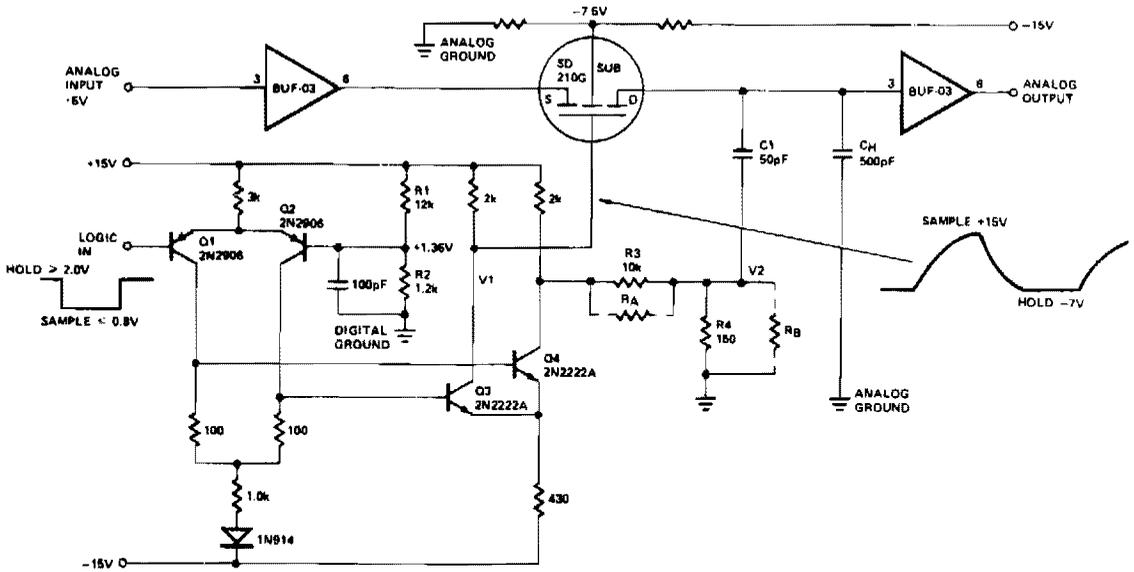 -7.5V
-15V
ANALOG
GROUND
ANALOG
INPUT
·5V
3
BUF-03
6
SD
210G
SUB
S
D
3
BUF-03
6
ANALOG
OUTPUT
C1
50pF
CH
500pF
+15V
3k
Q2
2N2906
R1
12k
2k
2k
LOGIC
IN
Q1
2N2906
+1.36V
HOLD > 2.0V
SAMPLE ≤ 0.8V
100pF
R2
1.2k
DIGITAL
GROUND
V1
R3
10k
RA
V2
R4
150
RB
SAMPLE +15V
HOLD -7V
Q4
2N2222A
Q3
2N2222A
ANALOG
GROUND
100
100
1.0k
430
1N914
-15V